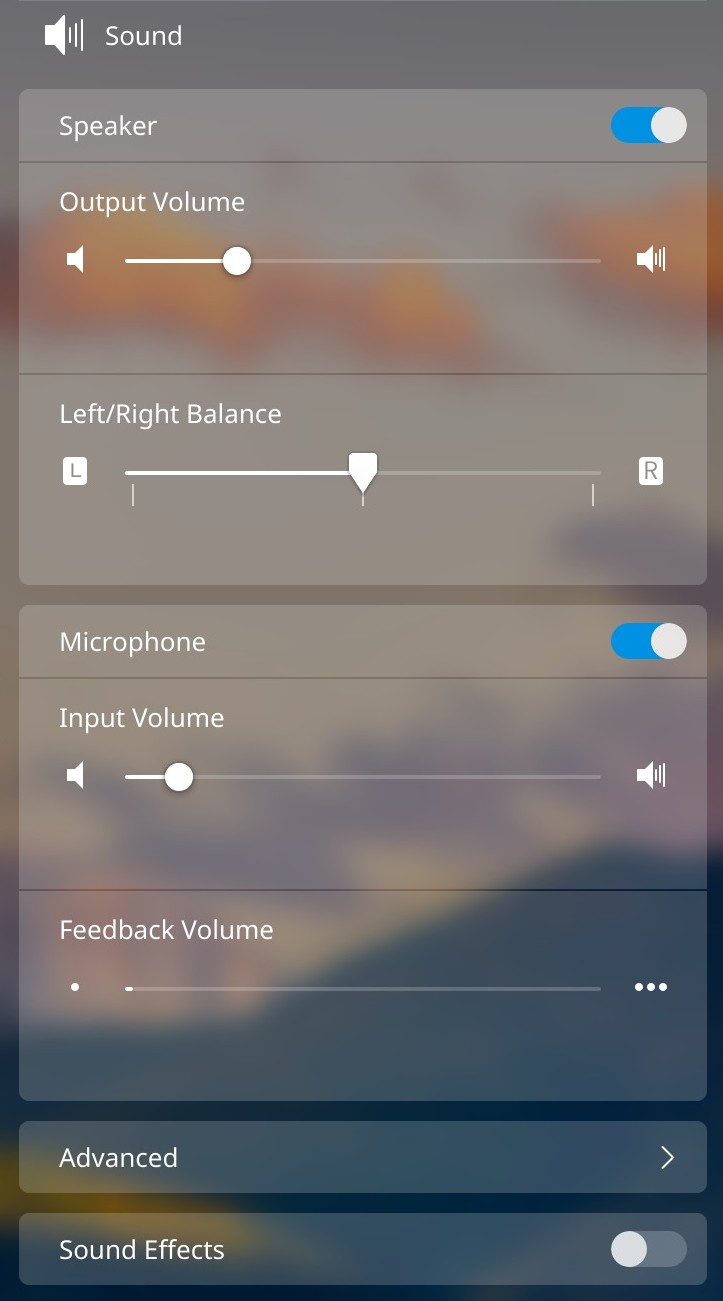 Sound
Speaker
Output Volume
Left/Right Balance
L
R
Microphone
Input Volume
Feedback Volume
Advanced
Sound Effects